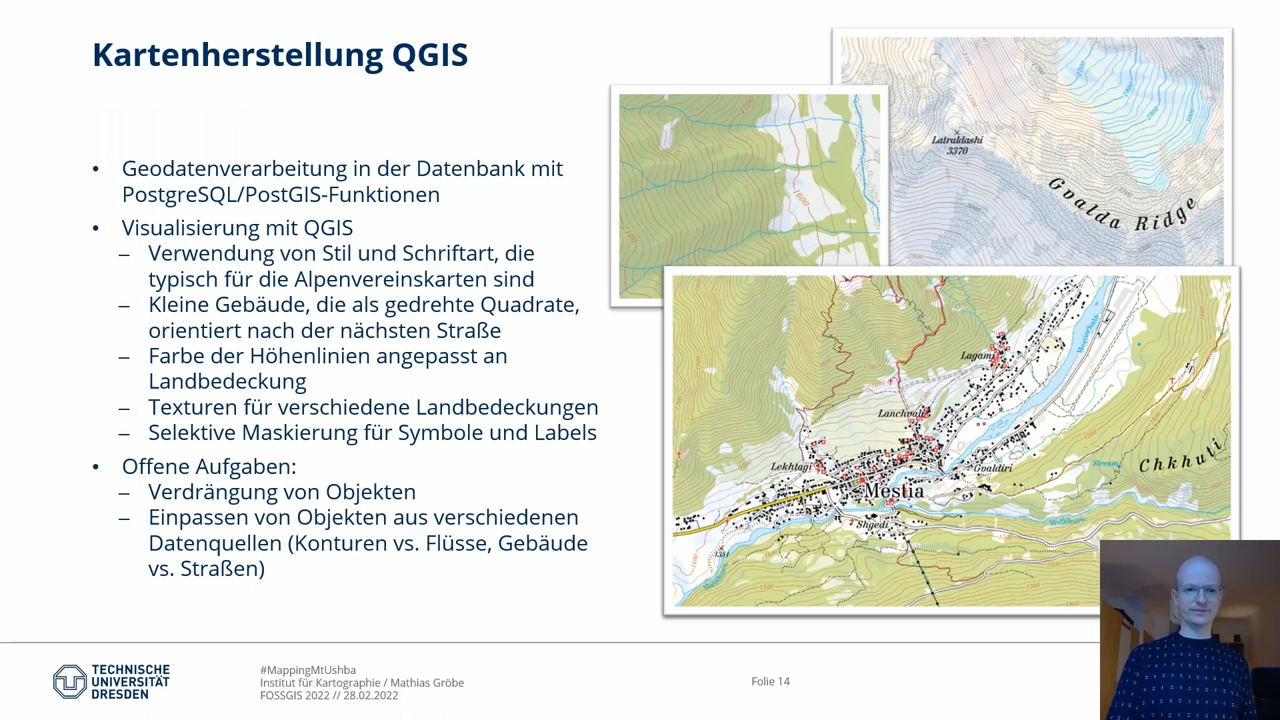 Kartenherstellung QGIS
• Geodatenverarbeitung in der Datenbank mit
PostgreSQL/PostGIS-Funktionen
• Visualisierung mit QGIS
– Verwendung von Stil und Schriftart, die
typisch für die Alpenvereinskarten sind
– Kleine Gebäude, die als gedrehte Quadrate,
orientiert nach der nächsten Straße
– Farbe der Höhenlinien angepasst an
Landbedeckung
– Texturen für verschiedene Landbedeckungen
– Selektive Maskierung für Symbole und Labels
• Offene Aufgaben:
– Verdrängung von Objekten
– Einpassen von Objekten aus verschiedenen
Datenquellen (Konturen vs. Flüsse, Gebäude
vs. Straßen)
Latraldashi
3370
Gvalda Ridge
1600
Lagami
Lanchvali
Lekhtagi
Mestia
Gvaldiri
Shgedi
Chkhuti
Stream
TECHNISCHE
UNIVERSITÄT
DRESDEN
#MappingMtUshba
Institut für Kartographie / Mathias Gröbe
FOSSGIS 2022 // 28.02.2022
Folie 14